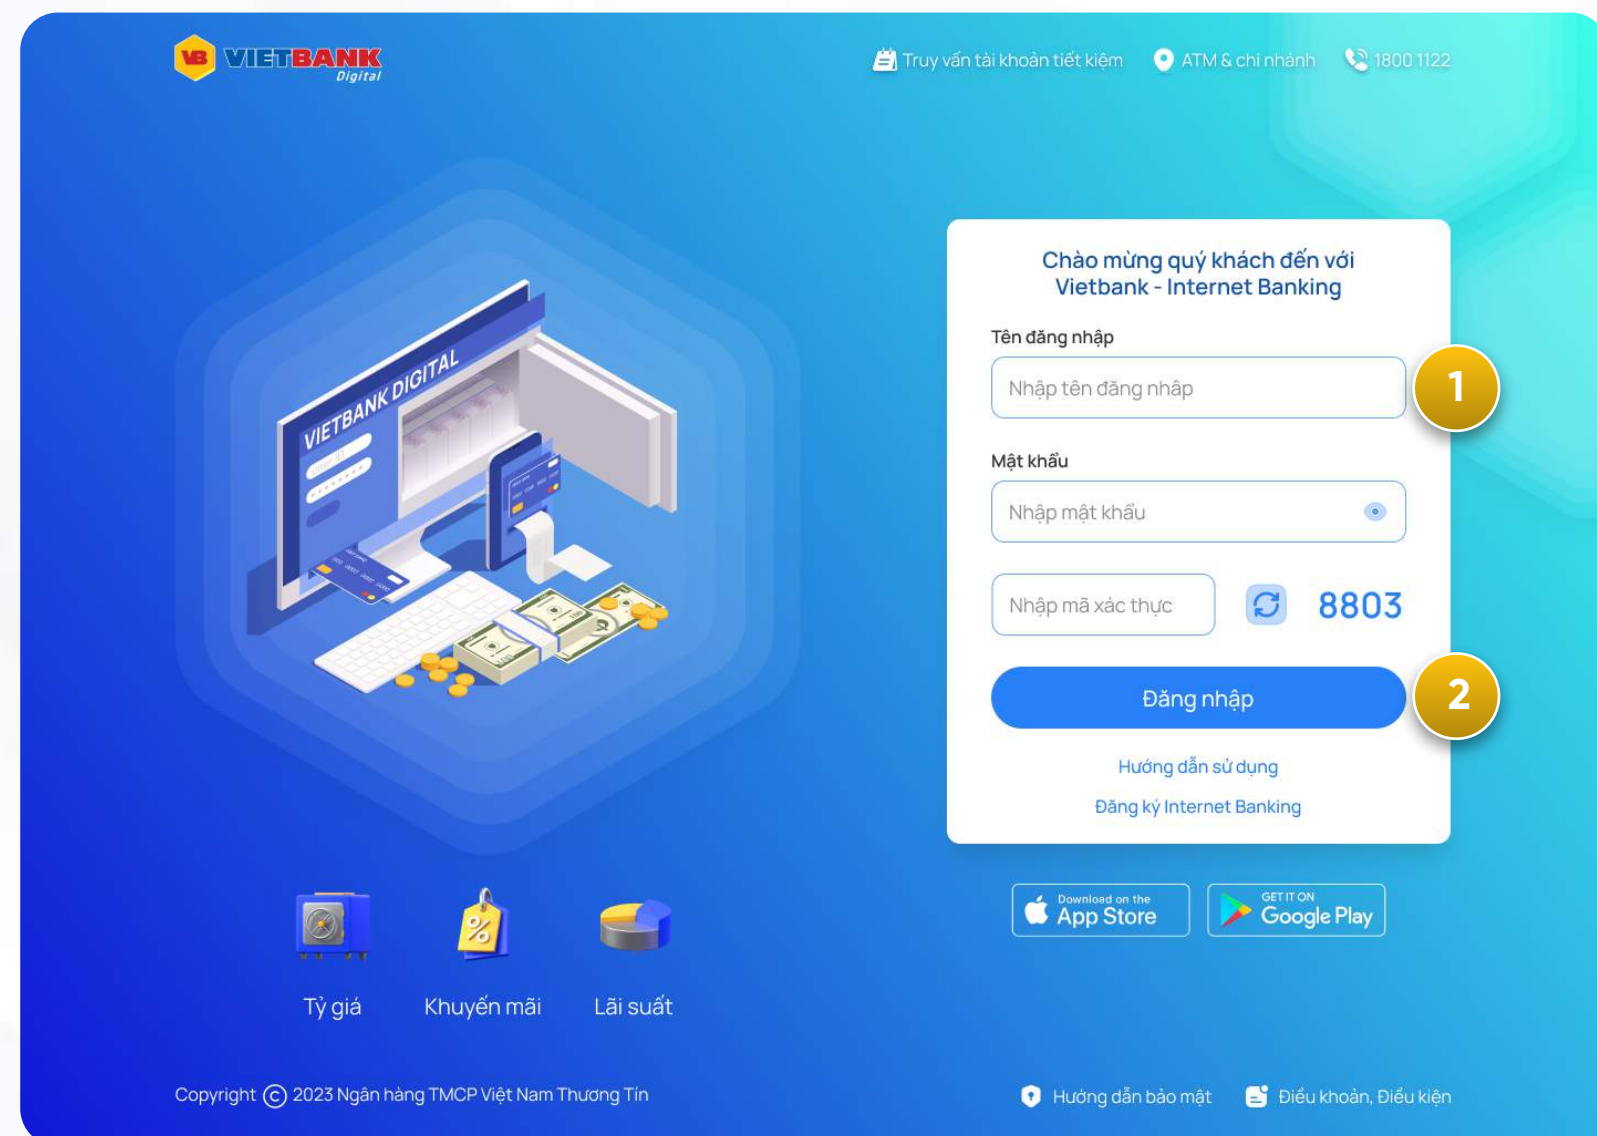 VB VIETBANK
Digital
Truy vấn tài khoản tiết kiệm
ATM & chi nhánh
1800 1122
VIETBANK DIGITAL
Chào mừng quý khách đến với
Vietbank - Internet Banking
Tên đăng nhập
Nhập tên đăng nhập
1
Mật khẩu
Nhập mật khẩu
Nhập mã xác thực
8803
Đăng nhập
2
Hướng dẫn sử dụng
Đăng ký Internet Banking
Download on the
App Store
GET IT ON
Google Play
Tỷ giá
Khuyến mãi
Lãi suất
Copyright © 2023 Ngân hàng TMCP Việt Nam Thương Tín
Hướng dẫn bảo mật
Điều khoản, Điều kiện